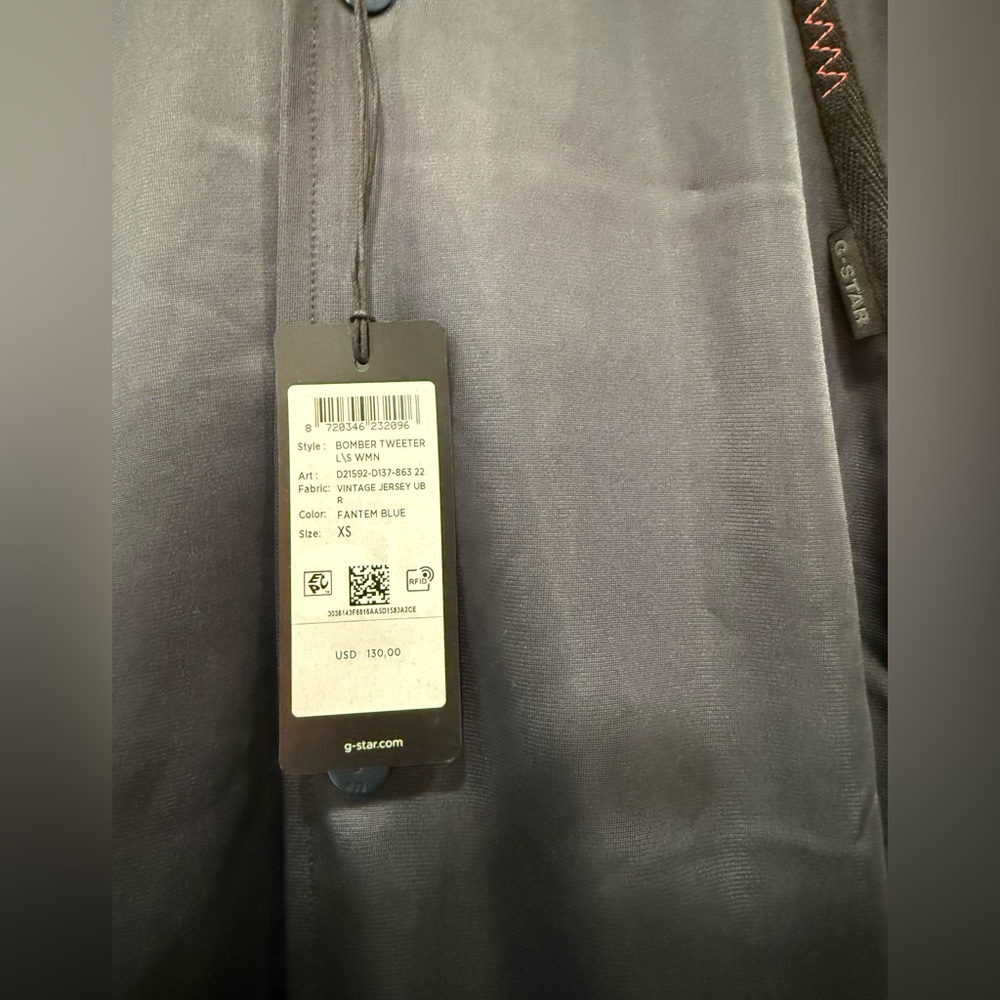 G-STAR
8 720346 232096
Style: BOMBER TWEETER
L\S WMN
Art: D21592-D137-863 22
Fabric: VINTAGE JERSEY UB
R
Color: FANTEM BLUE
Size: XS
RFID
USD 130,00
g-star.com